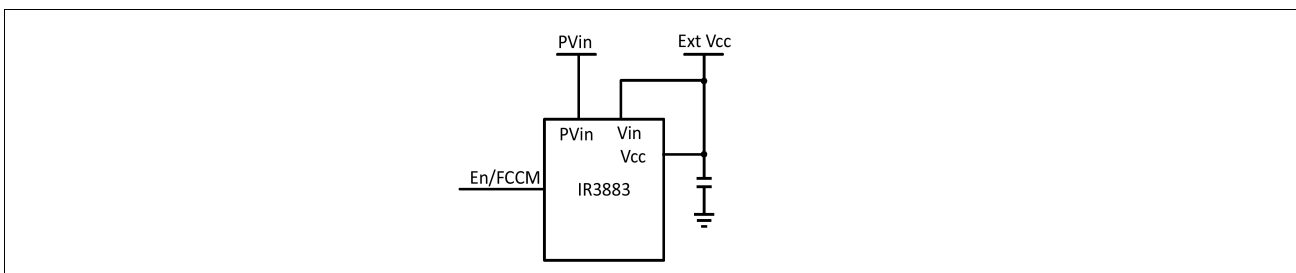 PVin
Ext Vcc
PVin
Vin
Vcc
En/FCCM
IR3883